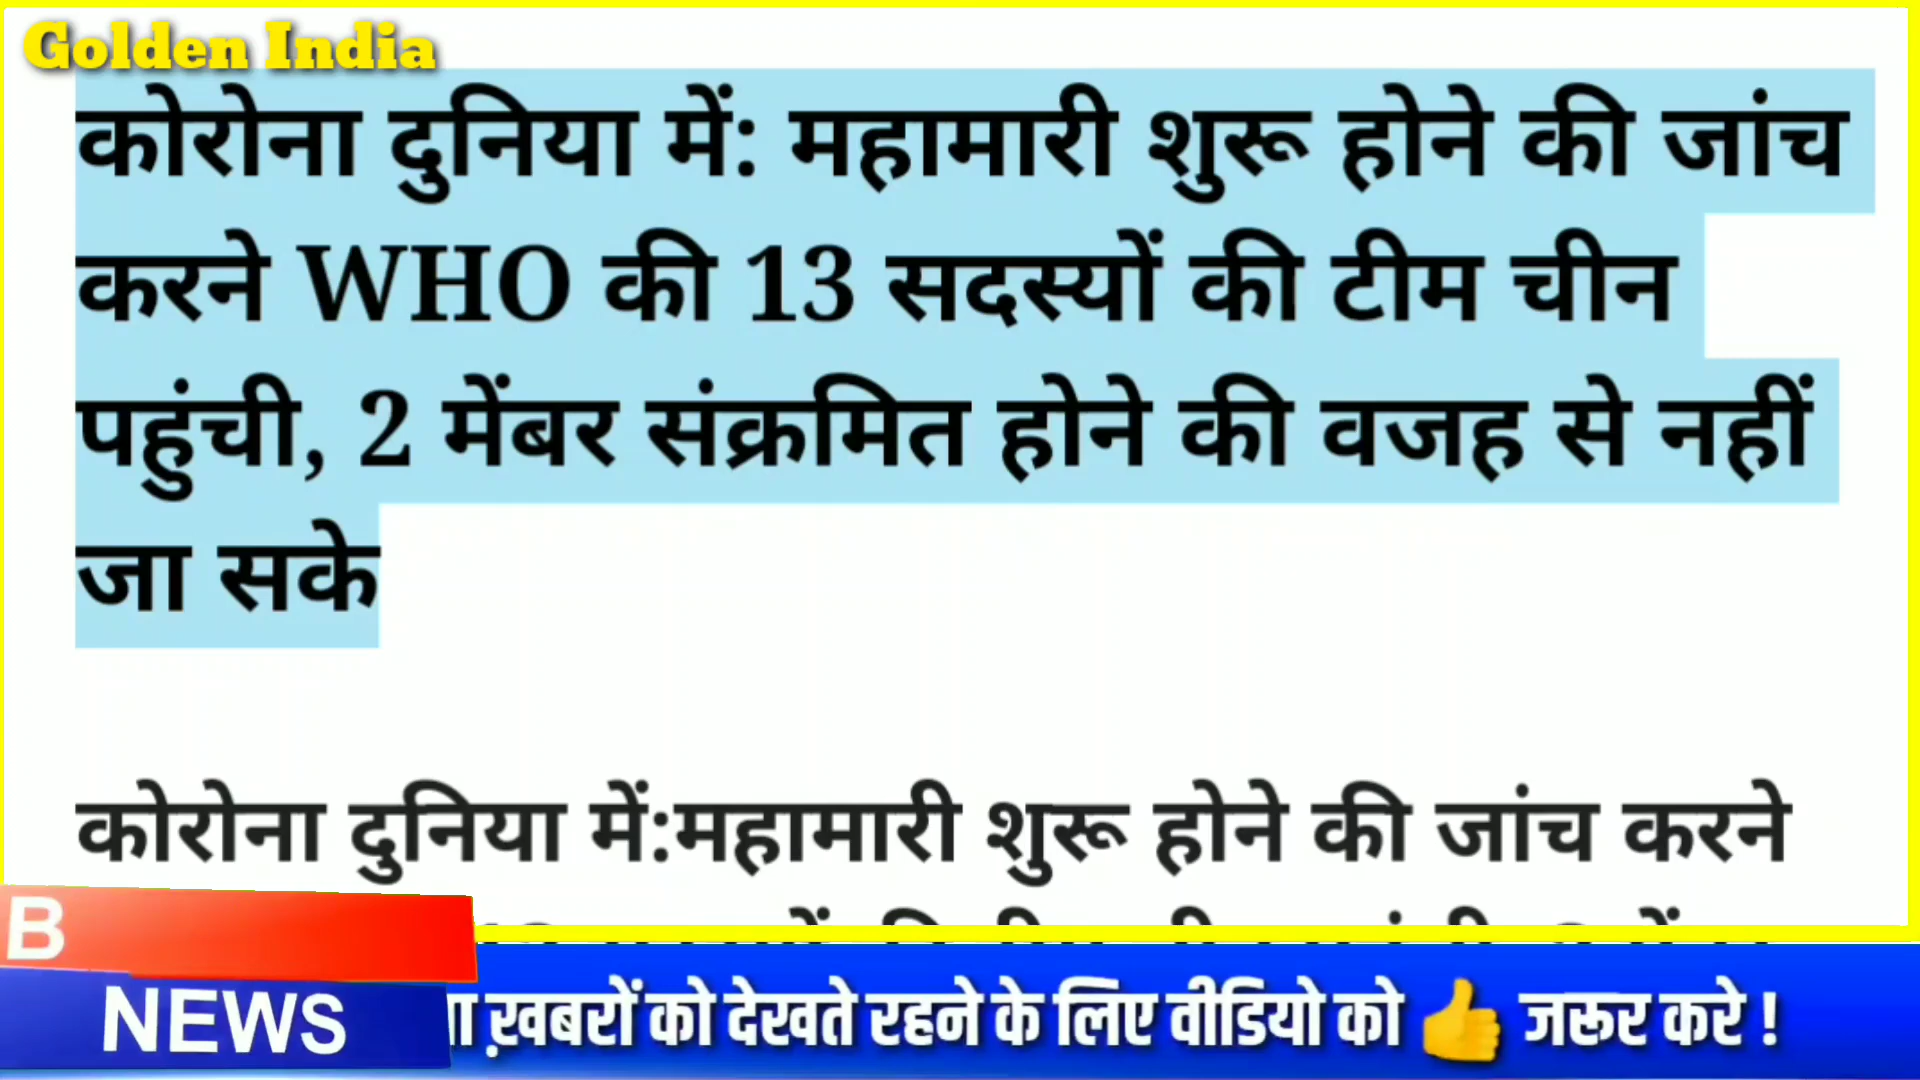 Golden India
कोरोना दुनिया में: महामारी शुरू होने की जांच
करने WHO की 13 सदस्यों की टीम चीन
पहुंची, 2 मेंबर संक्रमित होने की वजह से नहीं
जा सके
कोरोना दुनिया में:महामारी शुरू होने की जांच करने
B
NEWS
ख़बरों को देखते रहने के लिए वीडियो को 👍 जरूर करे !